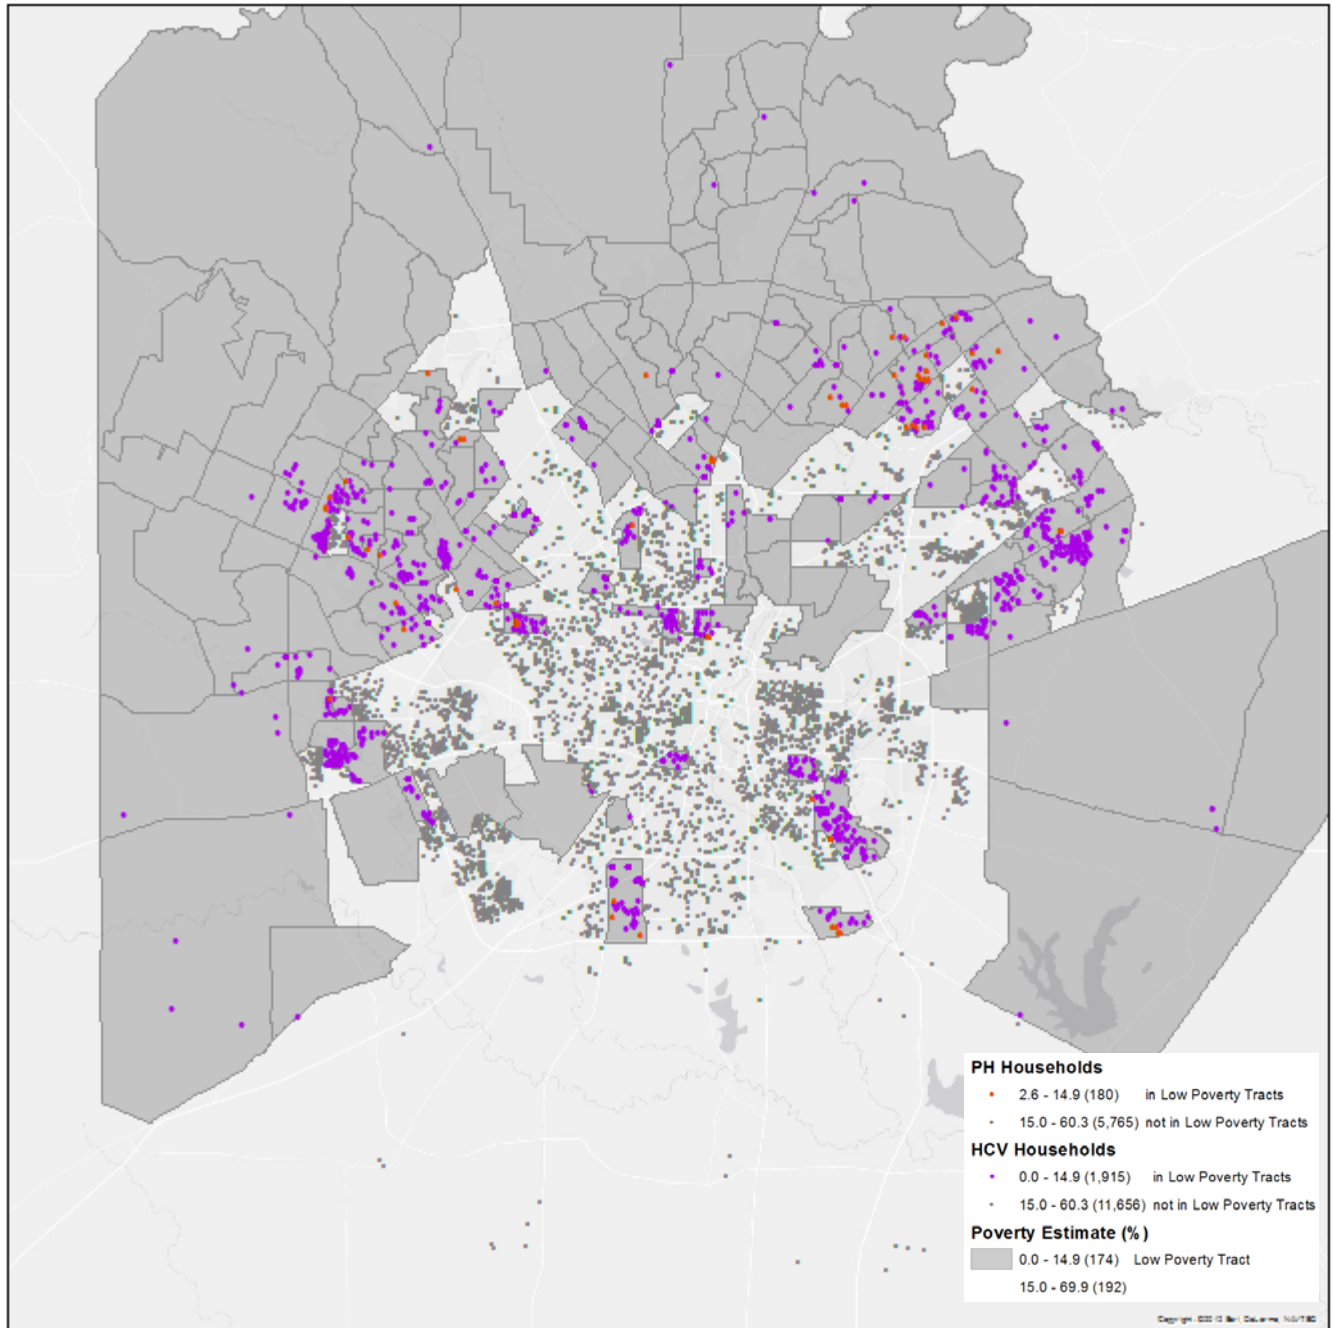 PH Households
2.6 - 14.9 (180) in Low Poverty Tracts
15.0 - 60.3 (5,765) not in Low Poverty Tracts
HCV Households
0.0 - 14.9 (1,915) in Low Poverty Tracts
15.0 - 60.3 (11,656) not in Low Poverty Tracts
Poverty Estimate (%)
0.0 - 14.9 (174) Low Poverty Tract
15.0 - 69.9 (192)